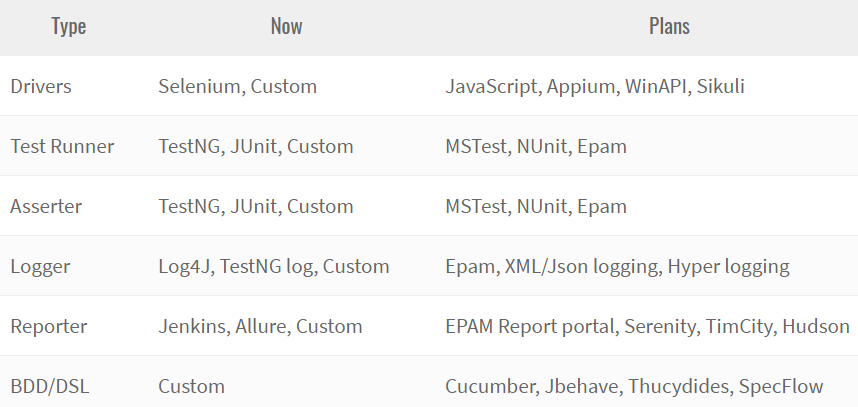 Type Now Plans
Drivers Selenium, Custom JavaScript, Appium, WinAPI, Sikuli
Test Runner TestNG, JUnit, Custom MSTest, NUnit, Epam
Asserter TestNG, JUnit, Custom MSTest, NUnit, Epam
Logger Log4J, TestNG log, Custom Epam, XML/Json logging, Hyper logging
Reporter Jenkins, Allure, Custom EPAM Report portal, Serenity, TimCity, Hudson
BDD/DSL Custom Cucumber, Jbehave, Thucydides, SpecFlow